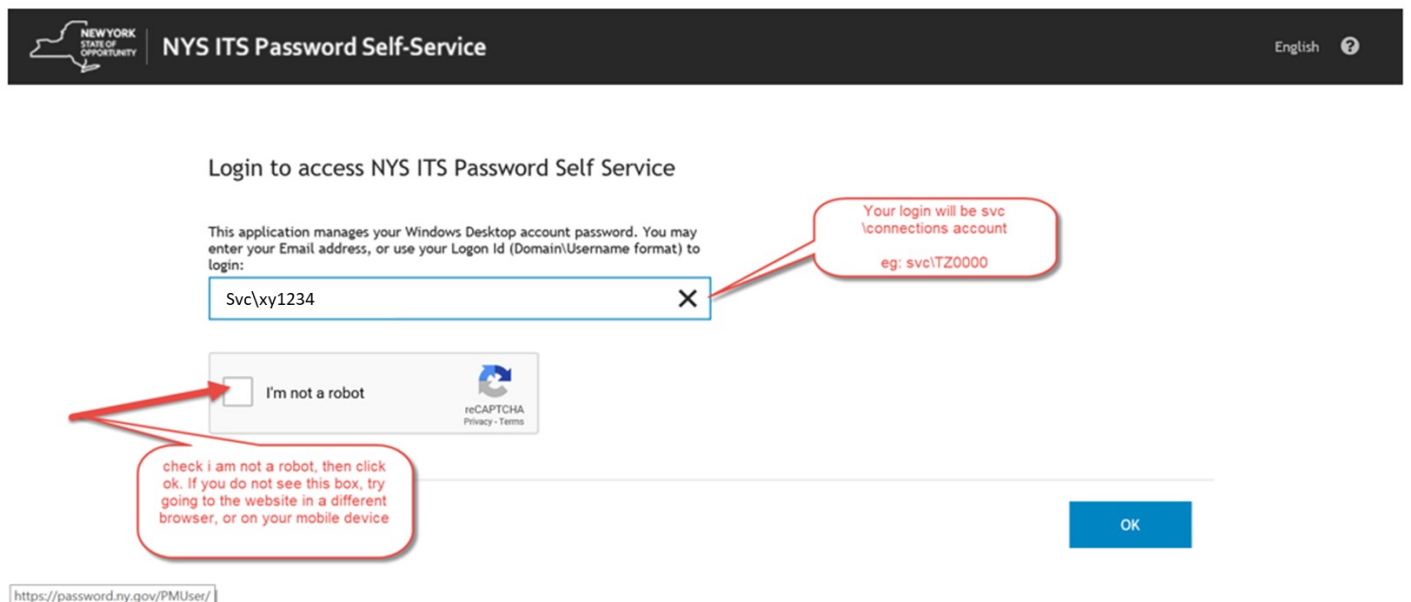 NEW YORK
STATE OF
OPPORTUNITY
NYS ITS Password Self-Service
English
?
Login to access NYS ITS Password Self Service
This application manages your Windows Desktop account password. You may
enter your Email address, or use your Logon Id (Domain\Username format) to
login:
Svc\xy1234
Your login will be svc
\connections account
eg: svc\TZ0000
I'm not a robot
reCAPTCHA
Privacy - Terms
check i am not a robot, then click
ok. If you do not see this box, try
going to the website in a different
browser, or on your mobile device
OK
https://password.ny.gov/PMUser/